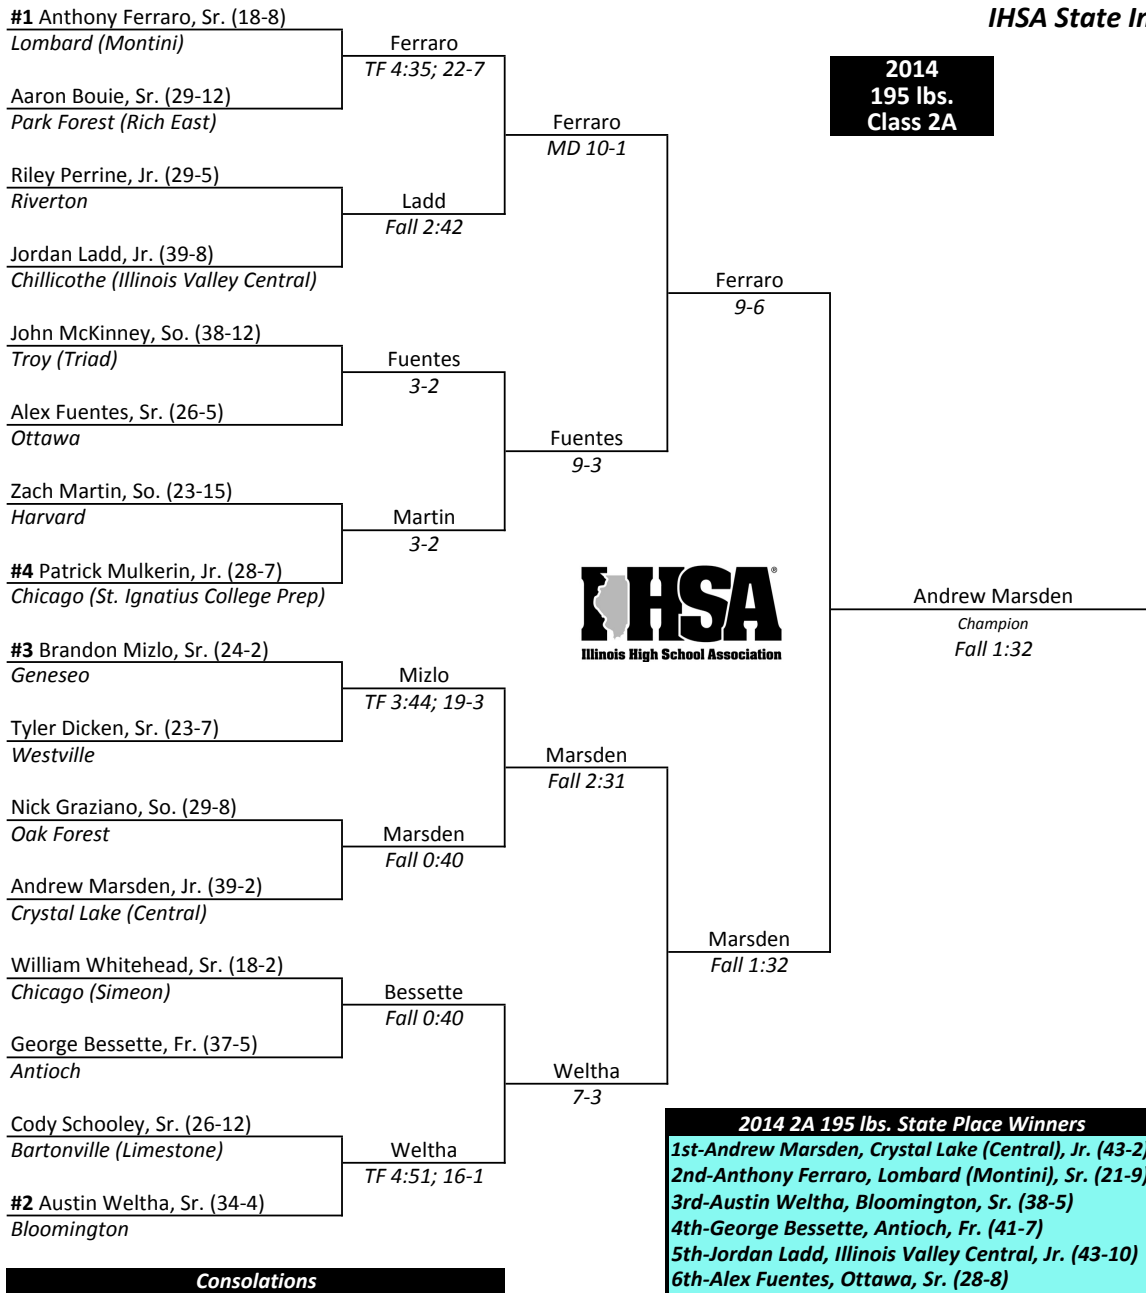 IHSA State In
2014
195 lbs.
Class 2A
#1 Anthony Ferraro, Sr. (18-8)
Lombard (Montini)
Aaron Bouie, Sr. (29-12)
Park Forest (Rich East)
Riley Perrine, Jr. (29-5)
Riverton
Jordan Ladd, Jr. (39-8)
Chillicothe (Illinois Valley Central)
John McKinney, So. (38-12)
Troy (Triad)
Alex Fuentes, Sr. (26-5)
Ottawa
Zach Martin, So. (23-15)
Harvard
#4 Patrick Mulkerin, Jr. (28-7)
Chicago (St. Ignatius College Prep)
#3 Brandon Mizlo, Sr. (24-2)
Geneseo
Tyler Dicken, Sr. (23-7)
Westville
Nick Graziano, So. (29-8)
Oak Forest
Andrew Marsden, Jr. (39-2)
Crystal Lake (Central)
William Whitehead, Sr. (18-2)
Chicago (Simeon)
George Bessette, Fr. (37-5)
Antioch
Cody Schooley, Sr. (26-12)
Bartonville (Limestone)
#2 Austin Weltha, Sr. (34-4)
Bloomington
Ferraro
TF 4:35; 22-7
Ladd
Fall 2:42
Fuentes
3-2
Martin
3-2
Mizlo
TF 3:44; 19-3
Marsden
Fall 0:40
Bessette
Fall 0:40
Weltha
TF 4:51; 16-1
Ferraro
MD 10-1
Fuentes
9-3
Marsden
Fall 2:31
Weltha
7-3
Ferraro
9-6
Marsden
Fall 1:32
IHSA®
Illinois High School Association
Andrew Marsden
Champion
Fall 1:32
2014 2A 195 lbs. State Place Winners
1st-Andrew Marsden, Crystal Lake (Central), Jr. (43-2)
2nd-Anthony Ferraro, Lombard (Montini), Sr. (21-9)
3rd-Austin Weltha, Bloomington, Sr. (38-5)
4th-George Bessette, Antioch, Fr. (41-7)
5th-Jordan Ladd, Illinois Valley Central, Jr. (43-10)
6th-Alex Fuentes, Ottawa, Sr. (28-8)
Consolations